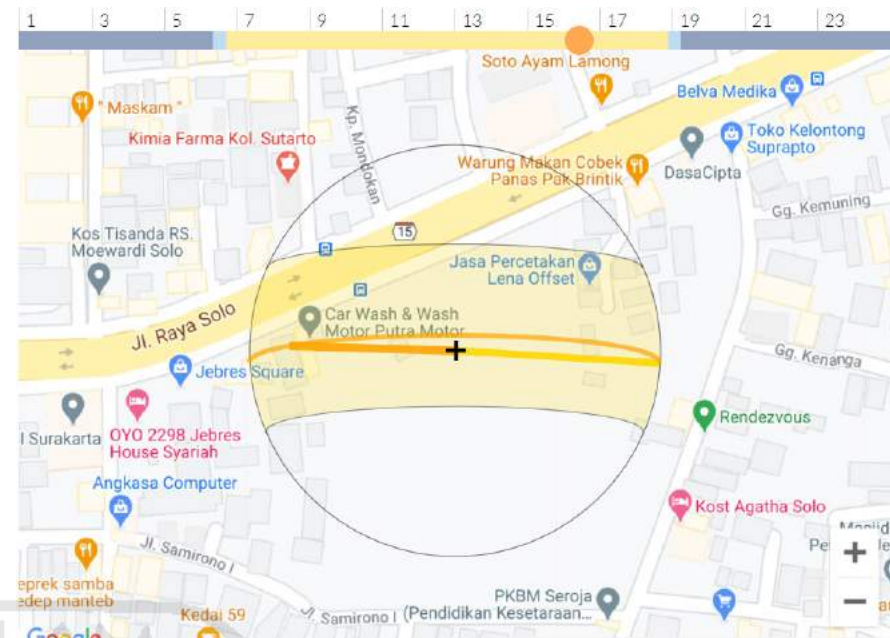 1 3 5 7 9 11 13 15 17 19 21 23
Soto Ayam Lamong
Belva Medika
" Maskam "
Kimia Farma Kol. Sutarto
Kp. Mondokan
Toko Kelontong
Suprapto
Warung Makan Cobek
Panas Pak Brintik
DasaCipta
Gg. Kemuning
Kos Tisanda RS.
Moewardi Solo
15
Jasa Percetakan
Lena Offset
Jl. Raya Solo
Car Wash & Wash
Motor Putra Motor
Gg. Kenanga
Jebres Square
l Surakarta
OYO 2298 Jebres
House Syariah
Rendezvous
Angkasa Computer
Kost Agatha Solo
Masjid
Pe
+
Jl. Samirono I
eprek samba
edep manteb
PKBM Seroja
(Pendidikan Kesetaraan...
−
Kedai 59
Jl. Samirono I
Google